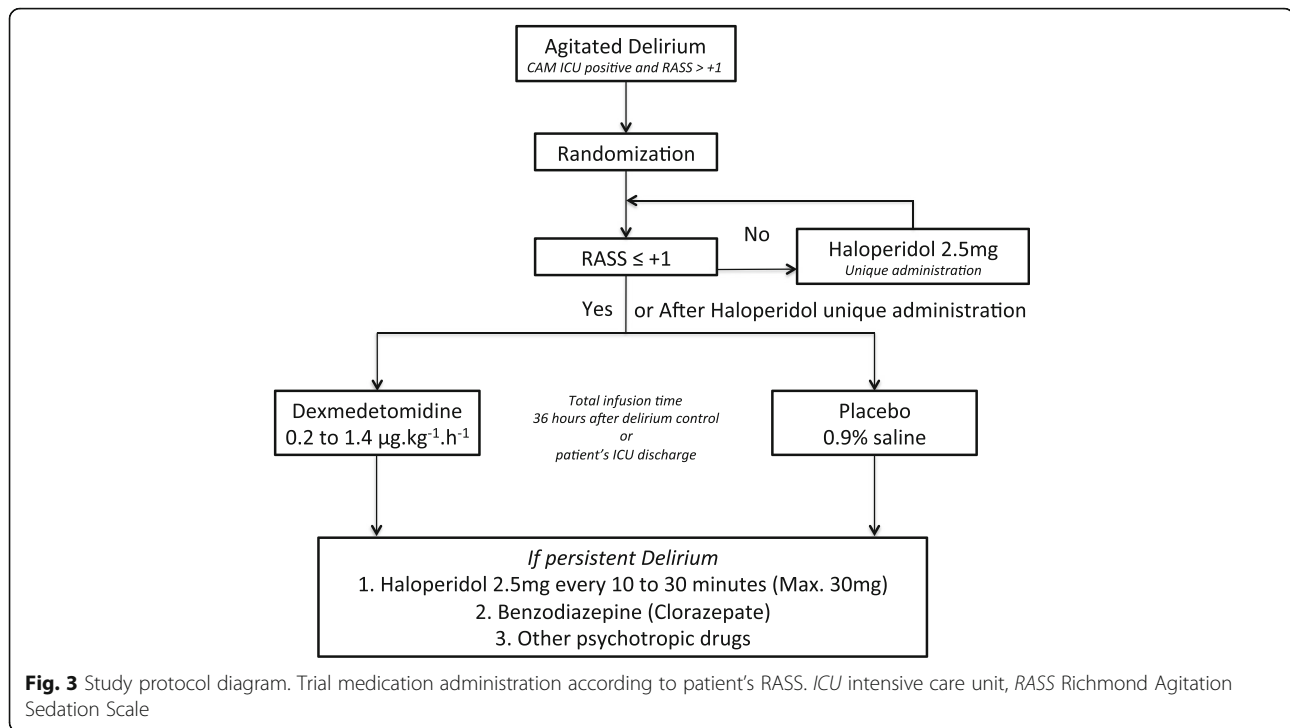 Agitated Delirium
CAM ICU positive and RASS > +1
Randomization
No
RASS ≤ +1
Haloperidol 2.5mg
Unique administration
Yes or After Haloperidol unique administration
Dexmedetomidine
0.2 to 1.4 µg.kg⁻¹.h⁻¹
Total infusion time
36 hours after delirium control
or
patient's ICU discharge
Placebo
0.9% saline
If persistent Delirium
1. Haloperidol 2.5mg every 10 to 30 minutes (Max. 30mg)
2. Benzodiazepine (Clorazepate)
3. Other psychotropic drugs
Fig. 3 Study protocol diagram. Trial medication administration according to patient's RASS. ICU intensive care unit, RASS Richmond Agitation
Sedation Scale